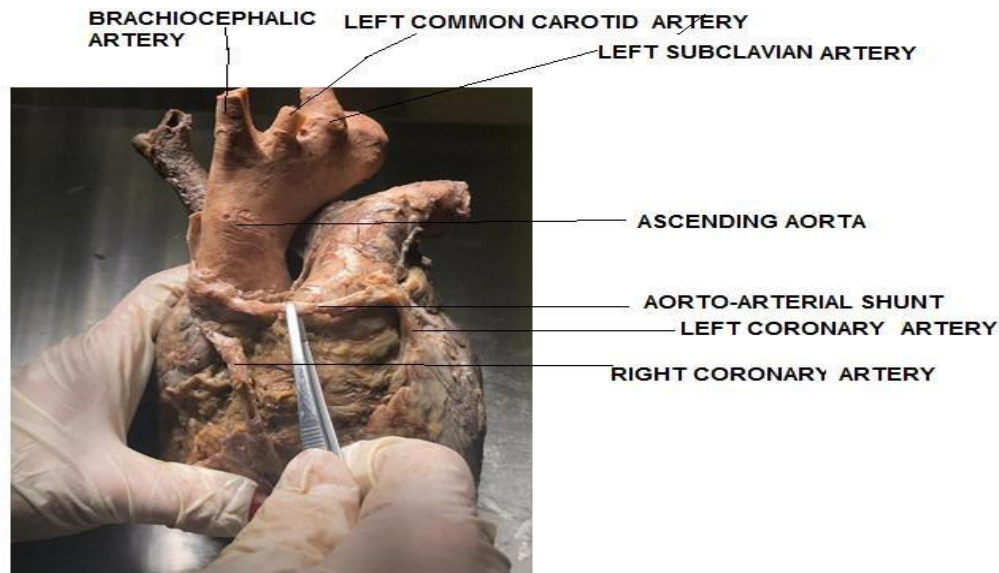 BRACHIOCEPHALIC
ARTERY
LEFT COMMON CAROTID ARTERY
LEFT SUBCLAVIAN ARTERY
ASCENDING AORTA
AORTO-ARTERIAL SHUNT
LEFT CORONARY ARTERY
RIGHT CORONARY ARTERY